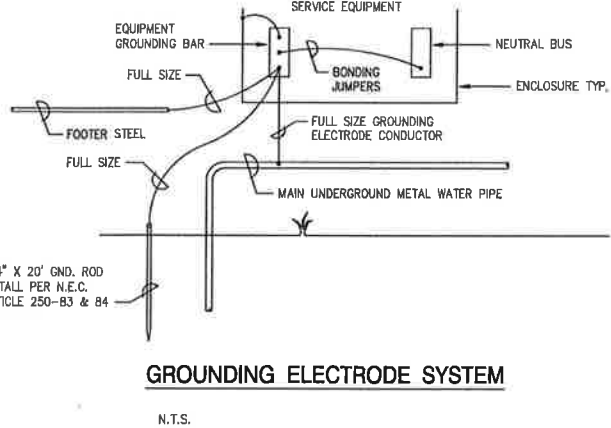 SERVICE EQUIPMENT
EQUIPMENT
GROUNDING BAR
NEUTRAL BUS
FULL SIZE
BONDING
JUMPERS
ENCLOSURE TYP.
FOOTER STEEL
FULL SIZE GROUNDING
ELECTRODE CONDUCTOR
FULL SIZE
MAIN UNDERGROUND METAL WATER PIPE
4" X 20' GND. ROD
TALL PER N.E.C.
TICLE 250-83 & 84
GROUNDING ELECTRODE SYSTEM
N.T.S.